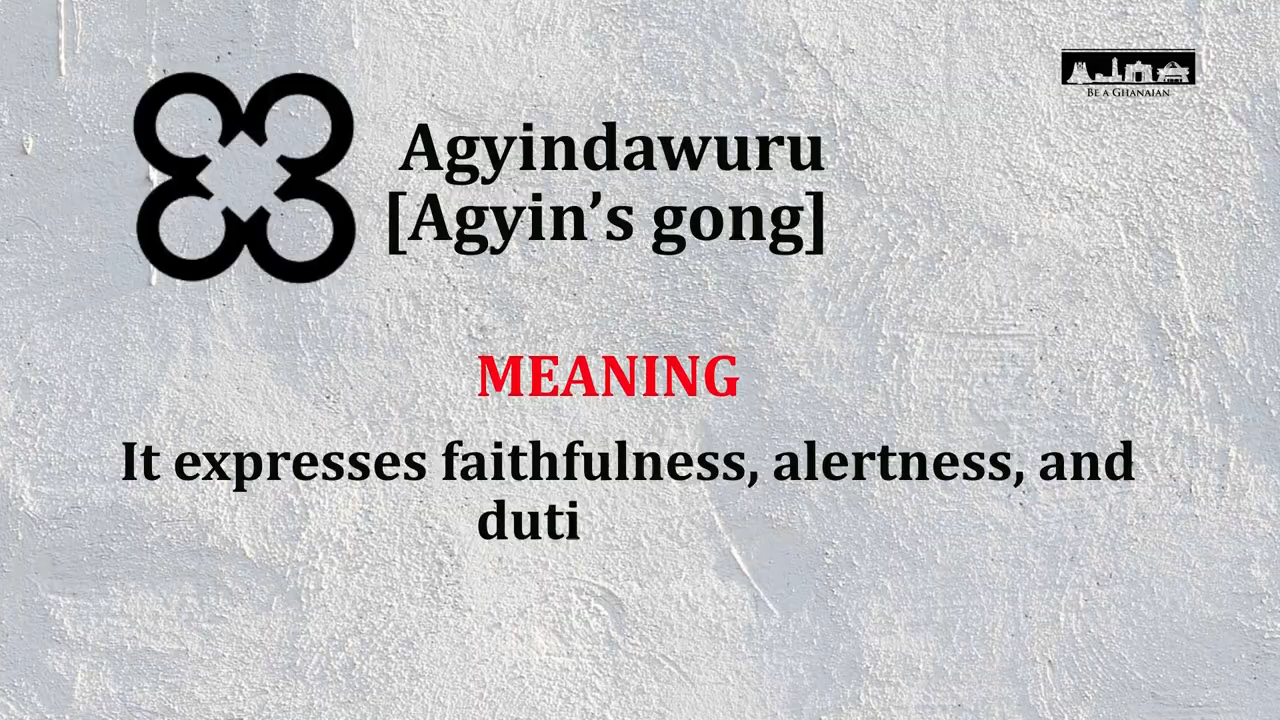 Agyindawuru
[Agyin’s gong]
BE A GHANAIAN
MEANING
It expresses faithfulness, alertness, and
duti